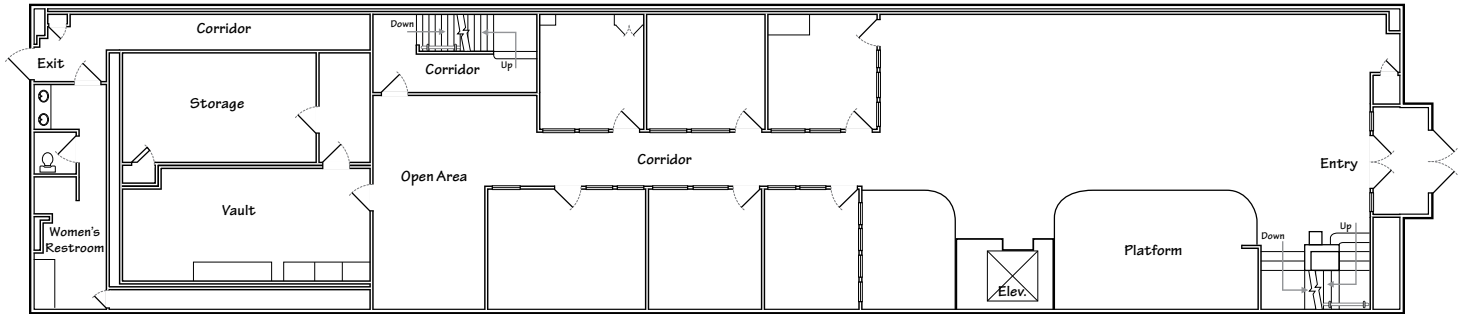 Corridor
Down
Exit
Corridor
Up
Storage
Corridor
Entry
Open Area
Vault
Women's
Restroom
Up
Down
Platform
Elev.